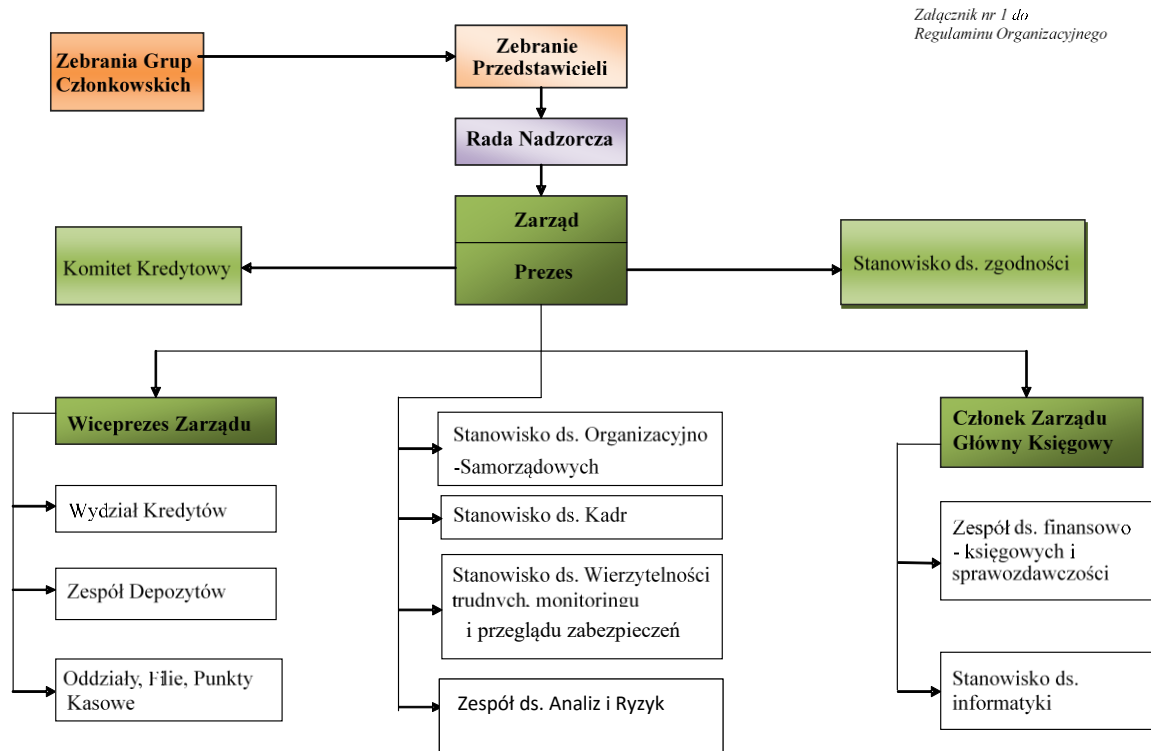 Załącznik nr 1 do
Regulaminu Organizacyjnego
Zebrania Grup
Członkowskich
Zebranie
Przedstawicieli
Rada Nadzorcza
Zarząd
Prezes
Komitet Kredytowy
Stanowisko ds. zgodności
Wiceprezes Zarządu
Wydział Kredytów
Zespół Depozytów
Oddziały, Filie, Punkty
Kasowe
Stanowisko ds. Organizacyjno
-Samorządowych
Stanowisko ds. Kadr
Stanowisko ds. Wierzytelności
trudnych, monitoringu
i przeglądu zabezpieczeń
Zespół ds. Analiz i Ryzyk
Członek Zarządu
Główny Księgowy
Zespół ds. finansowo
- księgowych i
sprawozdawczości
Stanowisko ds.
informatyki